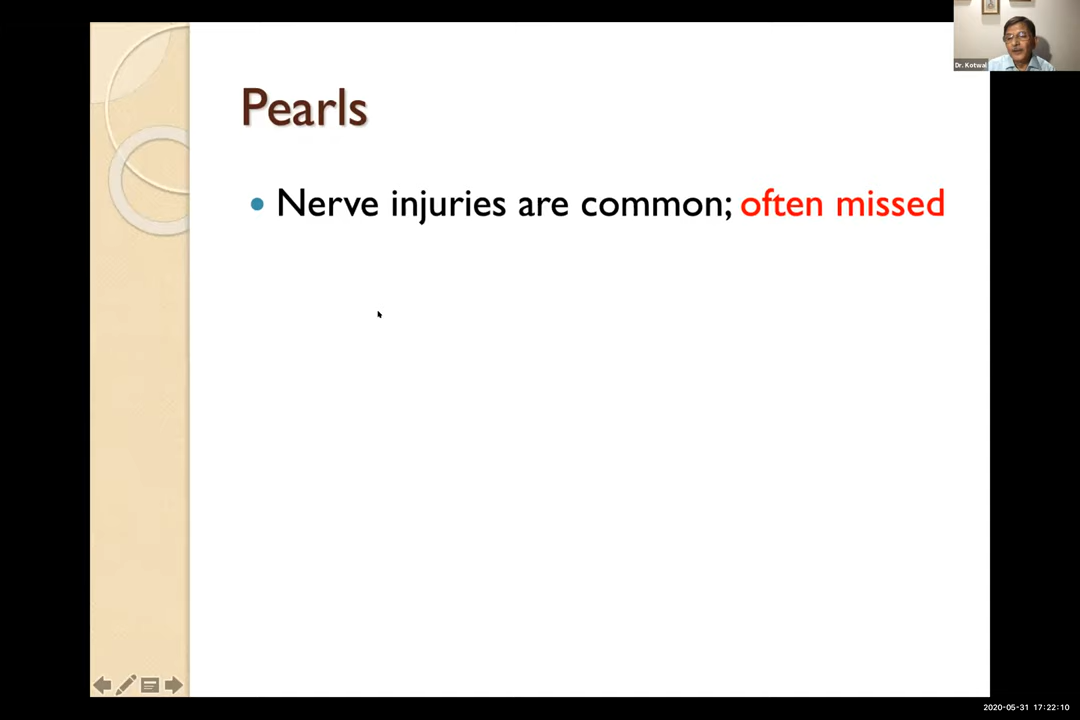 Dr. Kotwal
Pearls
• Nerve injuries are common; often missed
2020-05-31 17:22:10